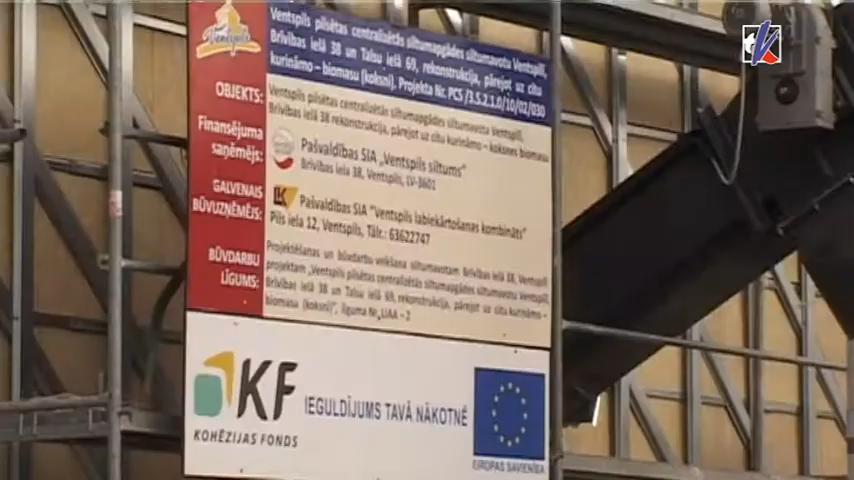 Ventspils
Ventspils pilsētas centralizētās siltumapgādes siltumavotu Ventspilī,
Brīvības ielā 38 un Talsu ielā 69, rekonstrukcija, pārejot uz citu
kurināmo – biomasu (koksni). Projekta Nr. PCS/3.5.2.1.0/10/02/030
OBJEKTS:
Ventspils pilsētas centralizētās siltumapgādes siltumavota Ventspilī,
Brīvības ielā 38 rekonstrukcija, pārejot uz citu kurināmo – koksnes biomasu
Finansējuma
saņēmējs:
Pašvaldības SIA „Ventspils siltums”
Brīvības iela 38, Ventspils, LV-3601
GALVENAIS
BŪVUZŅĒMĒJS:
LK
Pašvaldības SIA "Ventspils labiekārtošanas kombināts"
Pils iela 12, Ventspils, Tālr.: 63622747
BŪVDARBU
LĪGUMS:
Projektēšanas un būvdarbu veikšana siltumavotam Brīvības ielā 38, Ventspilī
projektam „Ventspils pilsētas centralizētās siltumapgādes siltumavotu Ventspilī,
Brīvības ielā 38 un Talsu ielā 69, rekonstrukcija, pārejot uz citu kurināmo –
biomasu (koksni)", līguma Nr. LIAA – 2
KF
KOHĒZIJAS FONDS
IEGULDĪJUMS TAVĀ NĀKOTNĒ
EIROPAS SAVIENĪBA